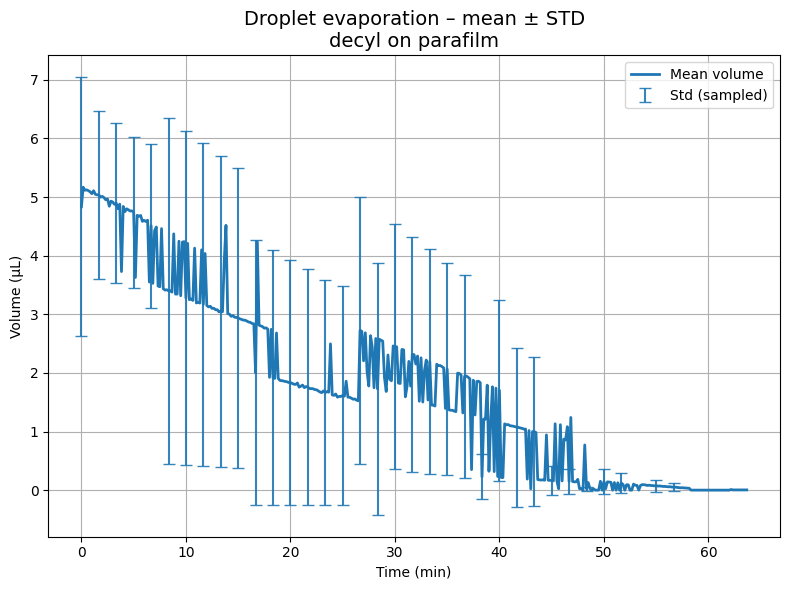 Droplet evaporation – mean ± STD
decyl on parafilm
Mean volume
Std (sampled)
Volume (µL)
7
6
5
4
3
2
1
0
0 10 20 30 40 50 60
Time (min)